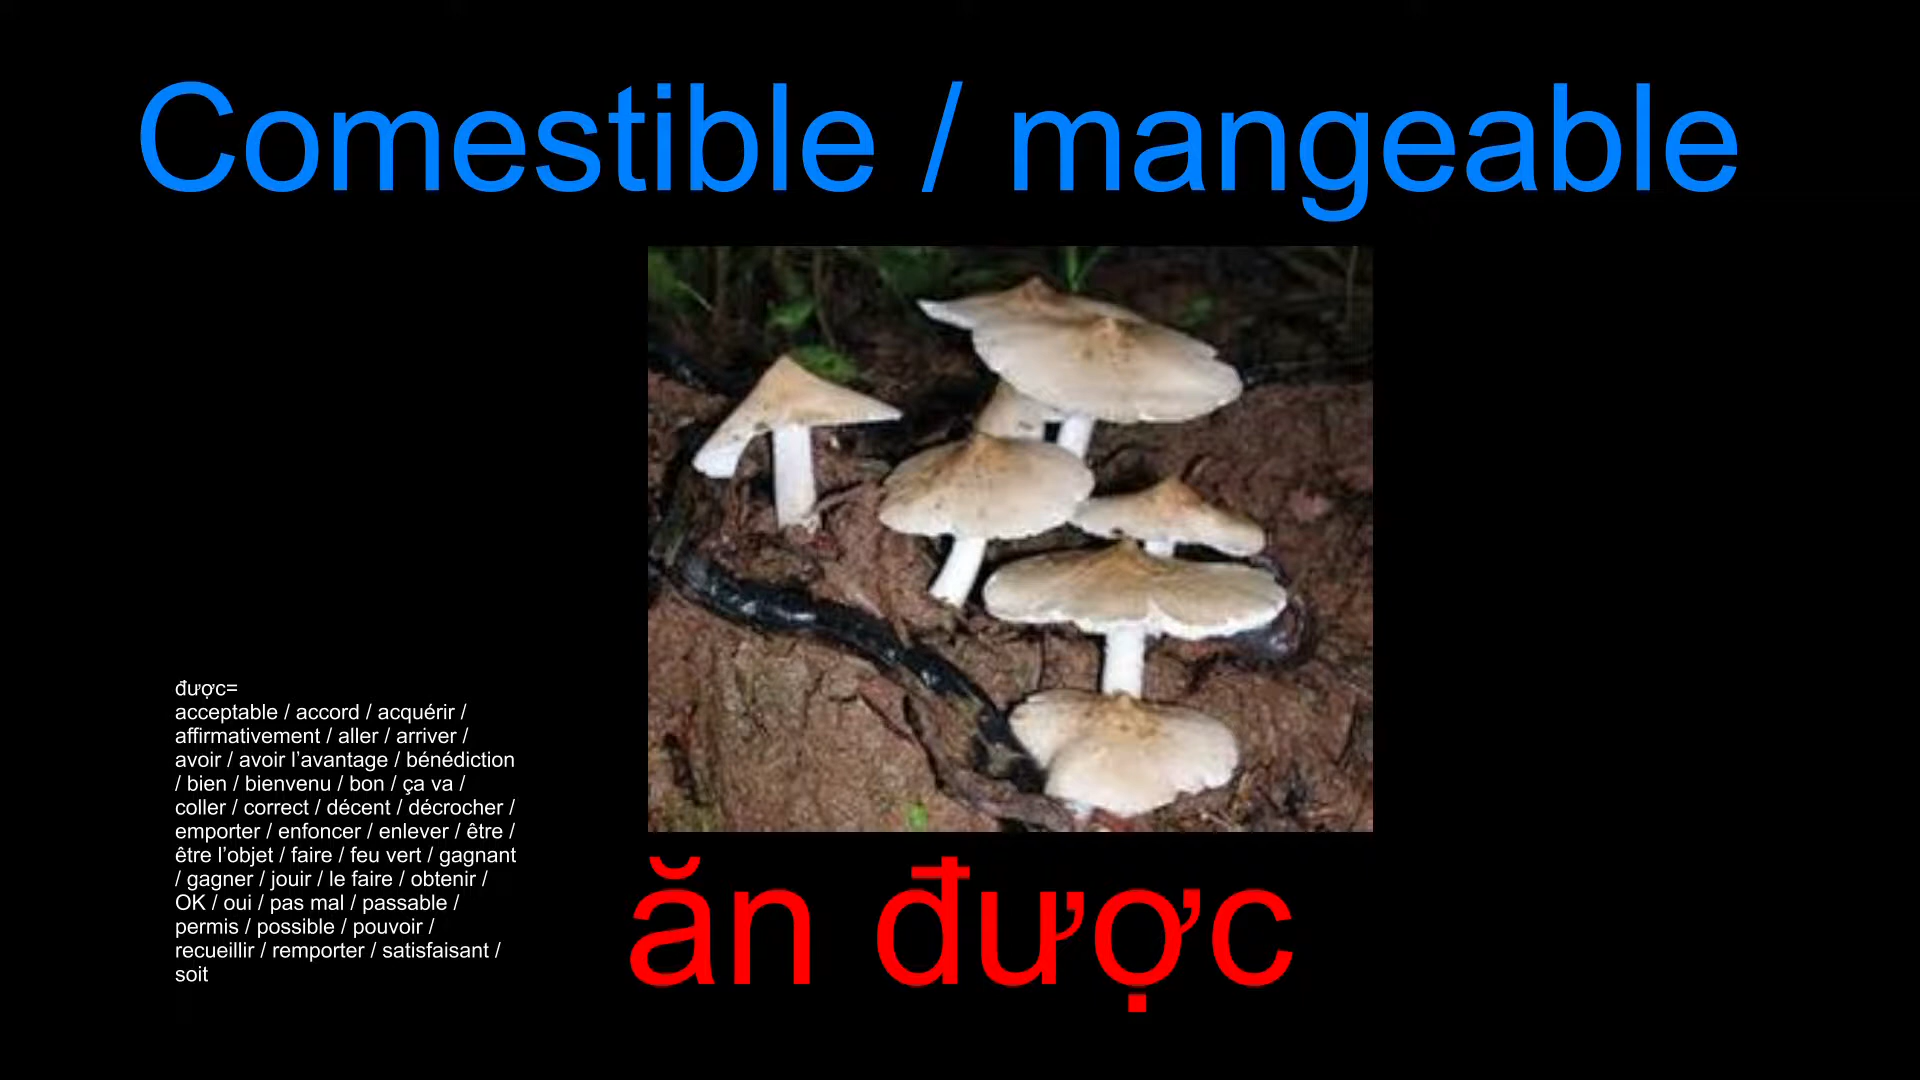 Comestible / mangeable
được=
acceptable / accord / acquérir /
affirmativement / aller / arriver /
avoir / avoir l’avantage / bénédiction
/ bien / bienvenu / bon / ça va /
coller / correct / décent / décrocher /
emporter / enfoncer / enlever / être /
être l’objet / faire / feu vert / gagnant
/ gagner / jouir / le faire / obtenir /
OK / oui / pas mal / passable /
permis / possible / pouvoir /
recueillir / remporter / satisfaisant /
soit
ăn được